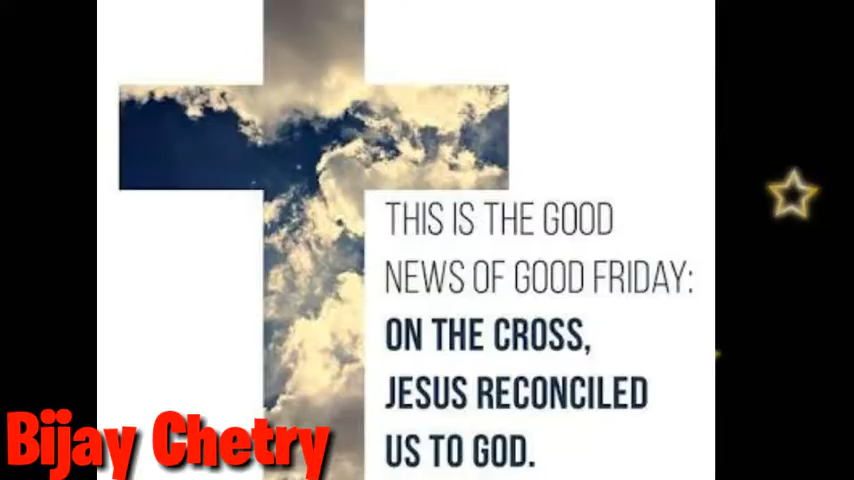 THIS IS THE GOOD
NEWS OF GOOD FRIDAY:
ON THE CROSS,
JESUS RECONCILED
US TO GOD.
Bijay Chetry